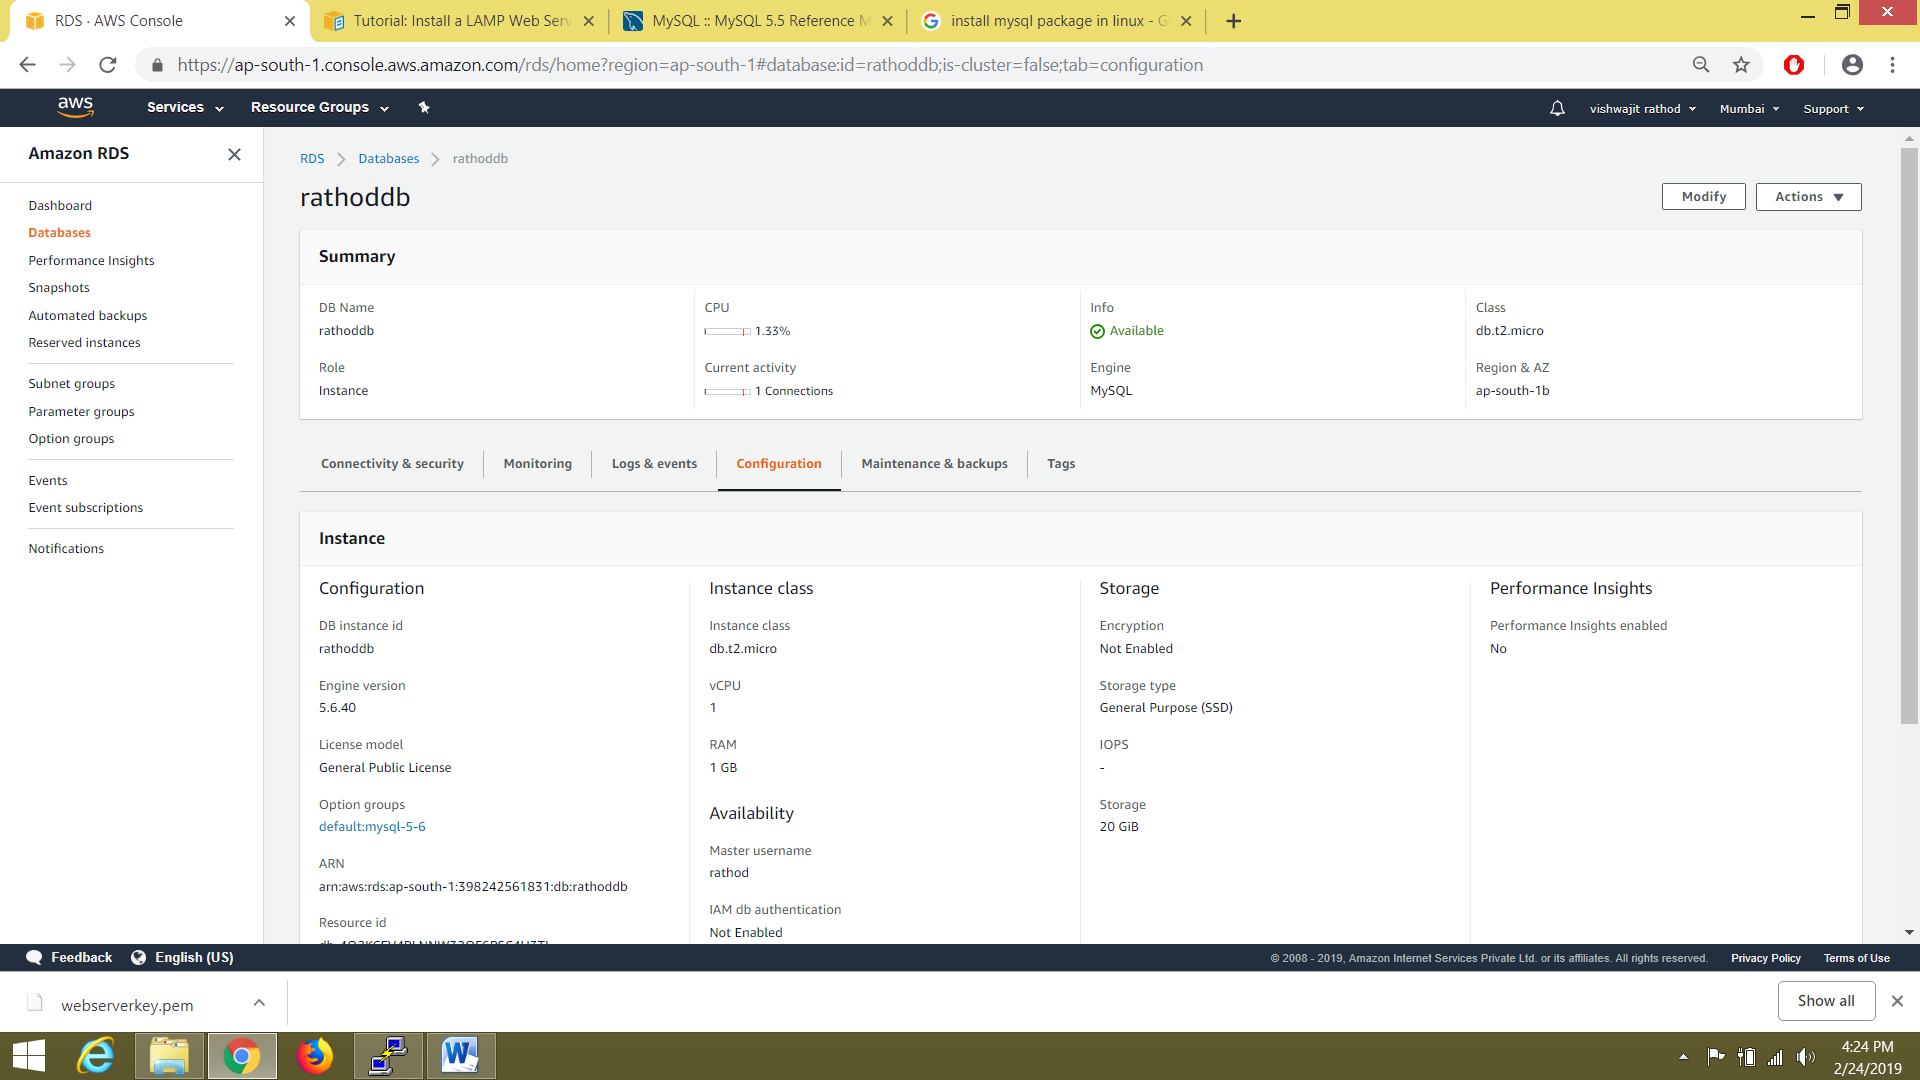 RDS · AWS Console
Tutorial: Install a LAMP Web Serv
MySQL :: MySQL 5.5 Reference M
install mysql package in linux - G
https://ap-south-1.console.aws.amazon.com/rds/home?region=ap-south-1#database:id=rathoddb;is-cluster=false;tab=configuration
aws
Services
Resource Groups
vishwajit rathod
Mumbai
Support
Amazon RDS
Dashboard
Databases
Performance Insights
Snapshots
Automated backups
Reserved instances
Subnet groups
Parameter groups
Option groups
Events
Event subscriptions
Notifications
RDS
Databases
rathoddb
rathoddb
Modify
Actions
Summary
DB Name
rathoddb
CPU
1.33%
Info
Available
Class
db.t2.micro
Role
Instance
Current activity
1 Connections
Engine
MySQL
Region & AZ
ap-south-1b
Connectivity & security
Monitoring
Logs & events
Configuration
Maintenance & backups
Tags
Instance
Configuration
DB instance id
rathoddb
Engine version
5.6.40
License model
General Public License
Option groups
default:mysql-5-6
ARN
arn:aws:rds:ap-south-1:398242561831:db:rathoddb
Resource id
Instance class
Instance class
db.t2.micro
vCPU
1
RAM
1 GB
Availability
Master username
rathod
IAM db authentication
Not Enabled
Storage
Encryption
Not Enabled
Storage type
General Purpose (SSD)
IOPS
-
Storage
20 GiB
Performance Insights
Performance Insights enabled
No
Feedback
English (US)
© 2008 - 2019, Amazon Internet Services Private Ltd. or its affiliates. All rights reserved.
Privacy Policy
Terms of Use
webserverkey.pem
Show all
4:24 PM
2/24/2019